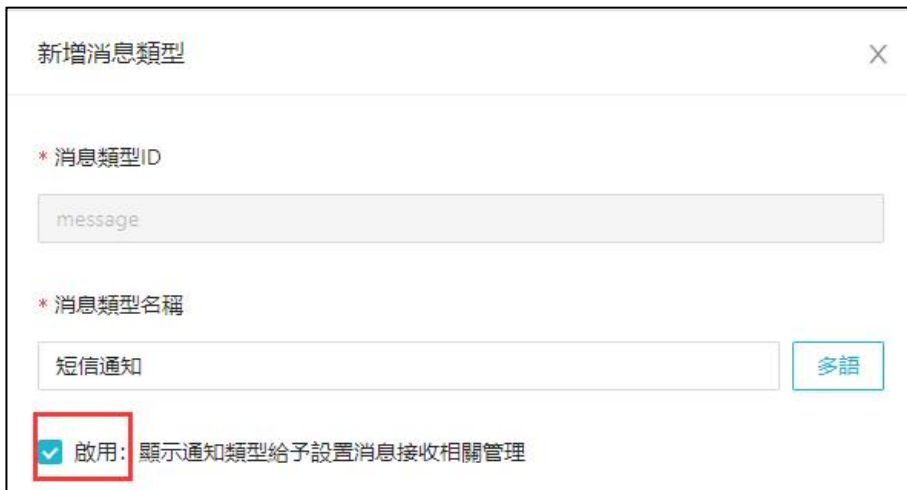 新增消息類型
* 消息類型ID
message
* 消息類型名稱
短信通知
多語
啟用: 顯示通知類型給予設置消息接收相關管理